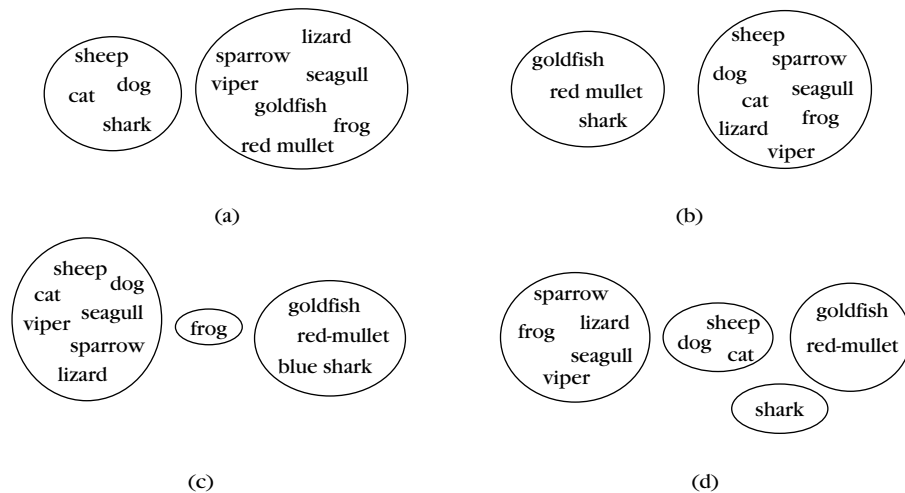 sheep
dog
cat
shark
lizard
sparrow
seagull
viper
goldfish
frog
red mullet
(a)
goldfish
red mullet
shark
sheep
sparrow
dog
seagull
cat
frog
lizard
viper
(b)
sheep
dog
cat
seagull
viper
sparrow
lizard
frog
goldfish
red-mullet
blue shark
(c)
sparrow
frog
lizard
seagull
viper
sheep
dog
cat
goldfish
red-mullet
shark
(d)